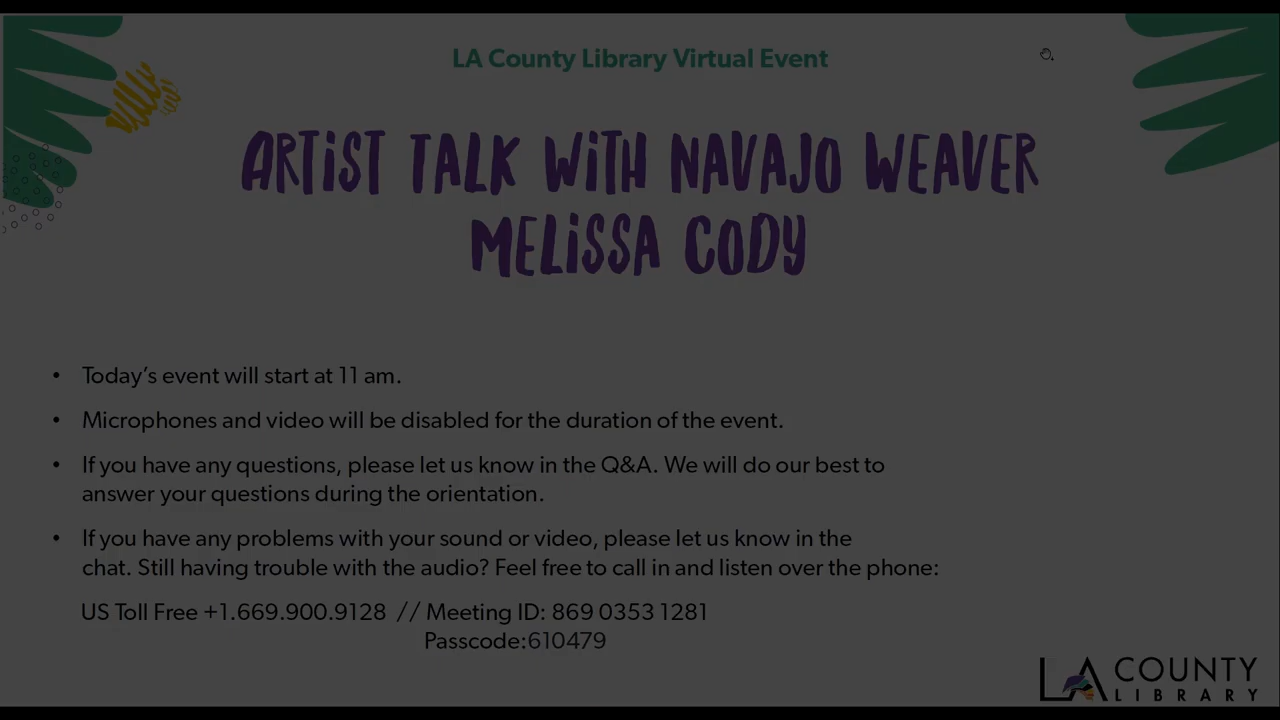 LA County Library Virtual Event
ARTiST TALK WiTH NAVAJO WEAVER
MELiSSA CODY
• Today's event will start at 11 am.
• Microphones and video will be disabled for the duration of the event.
• If you have any questions, please let us know in the Q&A. We will do our best to
answer your questions during the orientation.
• If you have any problems with your sound or video, please let us know in the
chat. Still having trouble with the audio? Feel free to call in and listen over the phone:
US Toll Free +1.669.900.9128 // Meeting ID: 869 0353 1281
Passcode:610479
LA COUNTY
LIBRARY